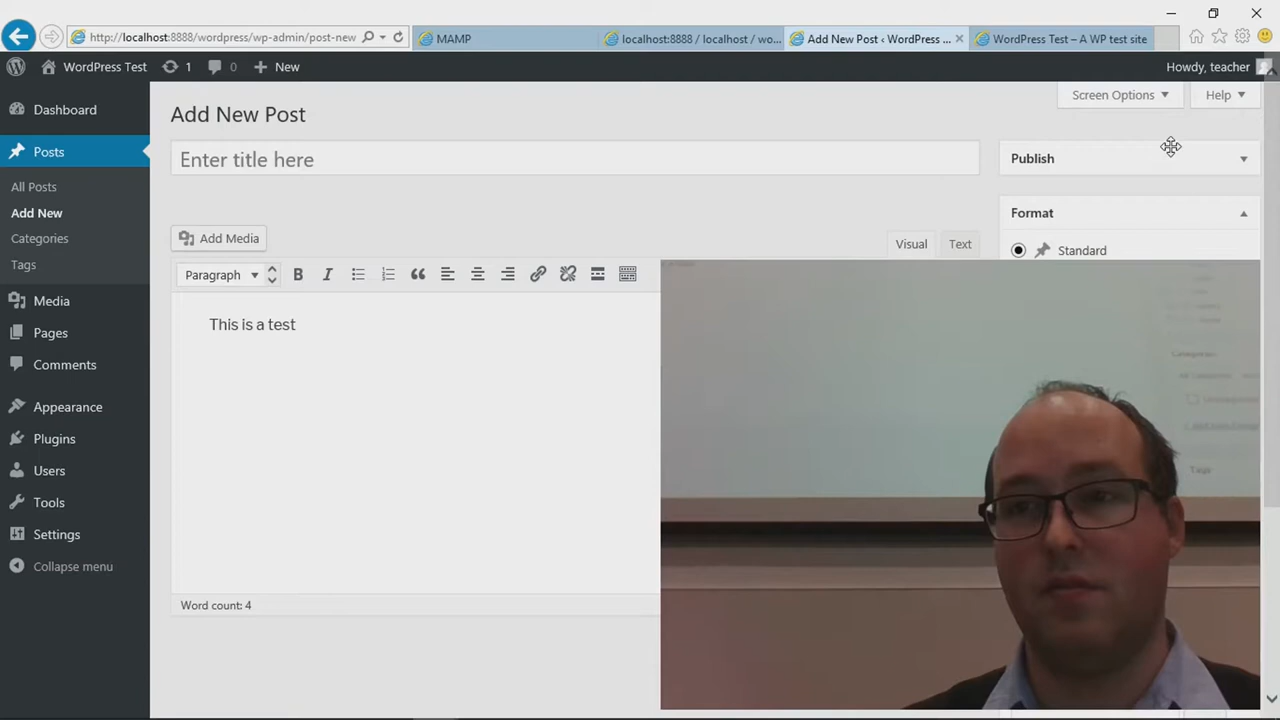 http://localhost:8888/wordpress/wp-admin/post-new
MAMP
localhost:8888 / localhost / wo...
Add New Post ‹ WordPress ...
WordPress Test – A WP test site
WordPress Test
1
0
New
Howdy, teacher
Dashboard
Posts
All Posts
Add New
Categories
Tags
Media
Pages
Comments
Appearance
Plugins
Users
Tools
Settings
Collapse menu
Screen Options
Help
Add New Post
Enter title here
Publish
Format
Standard
Add Media
Visual
Text
Paragraph
B
I
This is a test
Word count: 4
Categories
Tags